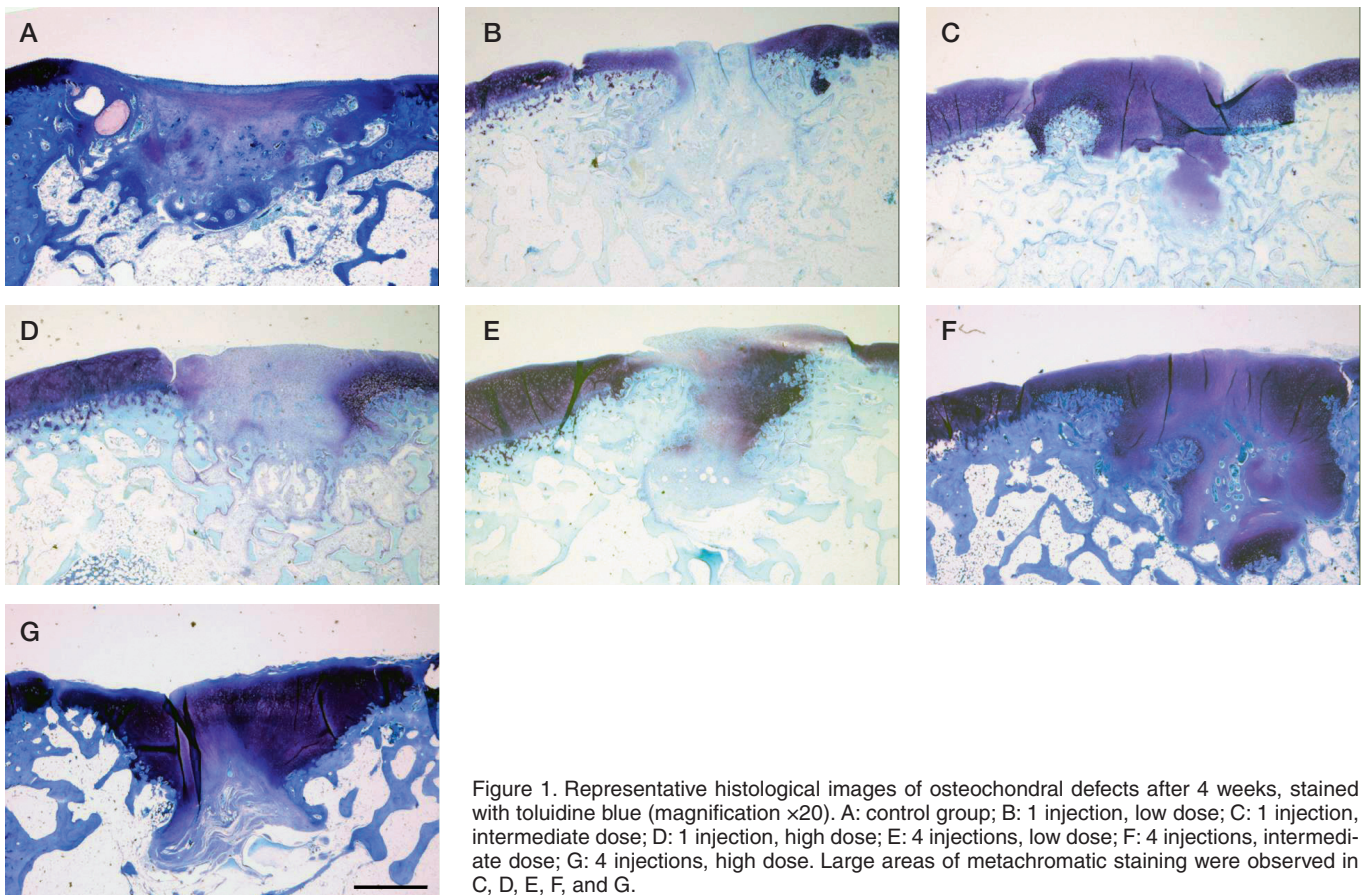 A
B
C
D
E
F
G
Figure 1. Representative histological images of osteochondral defects after 4 weeks, stained
with toluidine blue (magnification ×20). A: control group; B: 1 injection, low dose; C: 1 injection,
intermediate dose; D: 1 injection, high dose; E: 4 injections, low dose; F: 4 injections, intermedi-
ate dose; G: 4 injections, high dose. Large areas of metachromatic staining were observed in
C, D, E, F, and G.